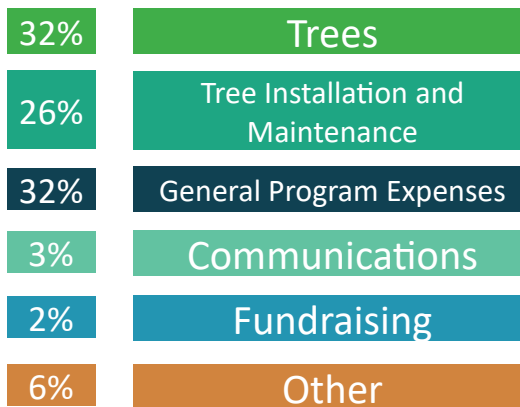 32% Trees
26% Tree Installation and
Maintenance
32% General Program Expenses
3% Communications
2% Fundraising
6% Other